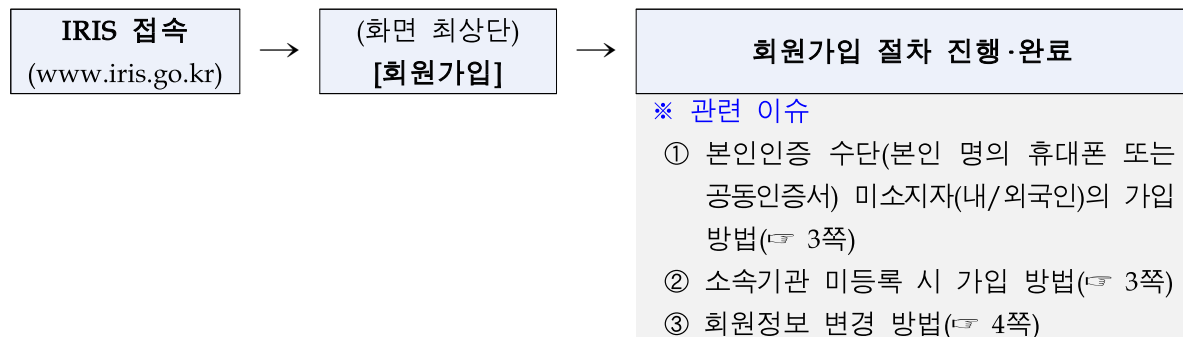 IRIS 접속
(www.iris.go.kr)
→
(화면 최상단)
[회원가입]
→
회원가입 절차 진행·완료
※ 관련 이슈
① 본인인증 수단(본인 명의 휴대폰 또는
공동인증서) 미소지자(내/외국인)의 가입
방법(☞ 3쪽)
② 소속기관 미등록 시 가입 방법(☞ 3쪽)
③ 회원정보 변경 방법(☞ 4쪽)